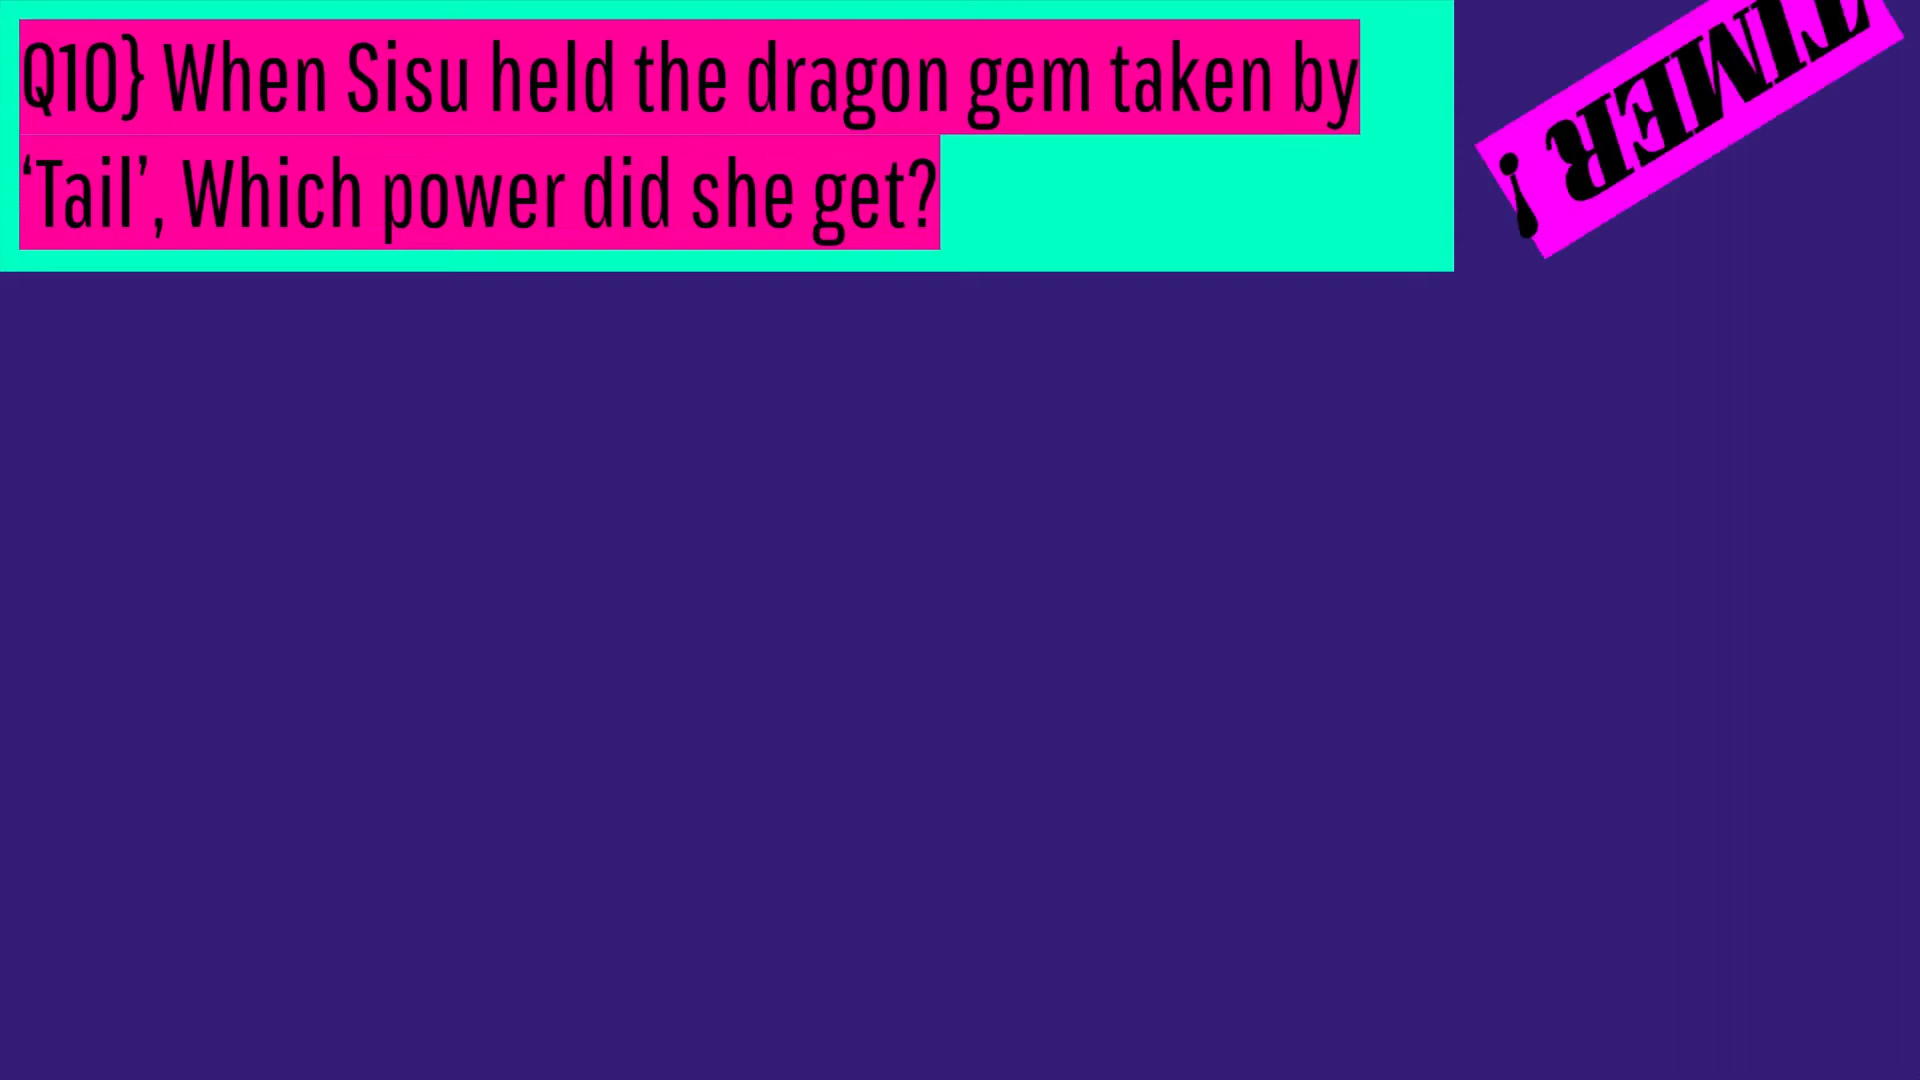 Q10} When Sisu held the dragon gem taken by
‘Tail’, Which power did she get?
TIMER !